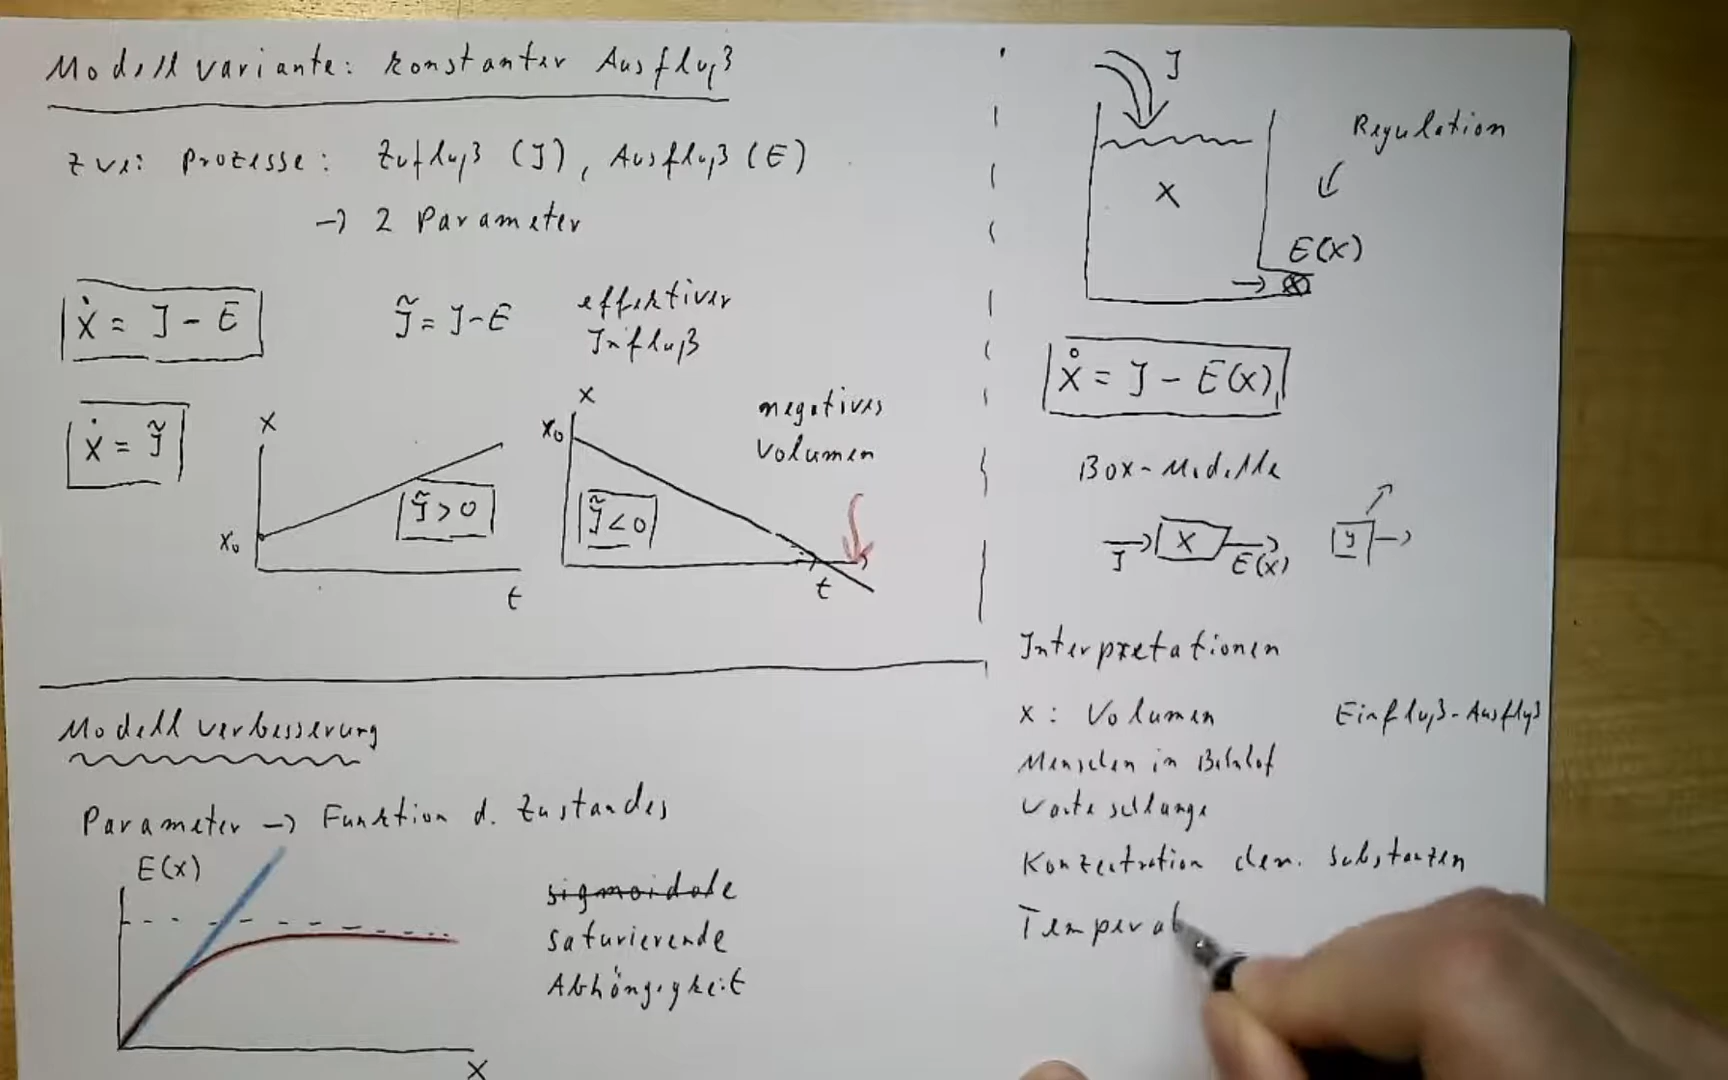 Modellvariante: konstanter Ausfluß
zwei Prozesse: Zufluß (J), Ausfluß (E)
→ 2 Parameter
ẋ = J - E
J̃ = J-E
effektiver
Influß
ẋ = J̃
x
x₀
J̃ > 0
t
x
x₀
J̃ < 0
t
negatives
Volumen
Modellverbesserung
Parameter → Funktion d. Zustandes
E(x)
x
sigmoidale
saturierende
Abhängigkeit
J
Regulation
x
E(x)
ẋ = J - E(x)
Box-Modelle
J
x
E(x)
y
Interpretationen
x: Volumen Einfluß-Ausfluß
Menschen in Bahnhof
Warteschlange
Konzentration chem. Substanzen
Temperat